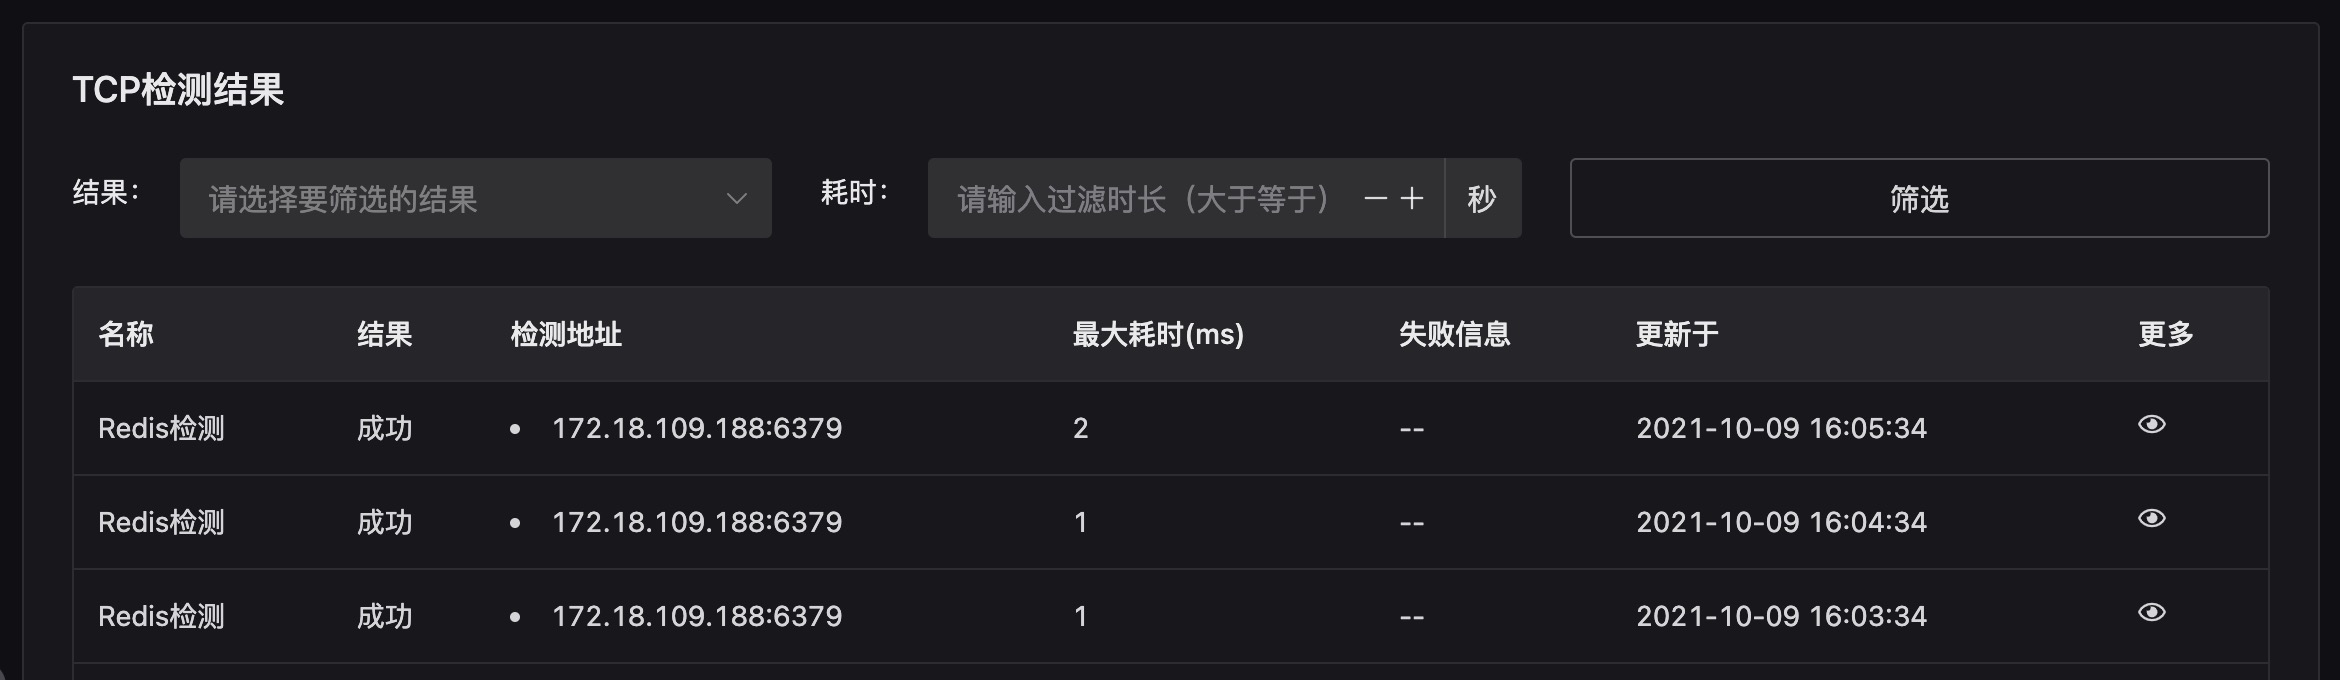 TCP检测结果
结果： 请选择要筛选的结果 耗时： 请输入过滤时长（大于等于） 秒 筛选
名称 结果 检测地址 最大耗时(ms) 失败信息 更新于 更多
Redis检测 成功 • 172.18.109.188:6379 2 -- 2021-10-09 16:05:34
Redis检测 成功 • 172.18.109.188:6379 1 -- 2021-10-09 16:04:34
Redis检测 成功 • 172.18.109.188:6379 1 -- 2021-10-09 16:03:34